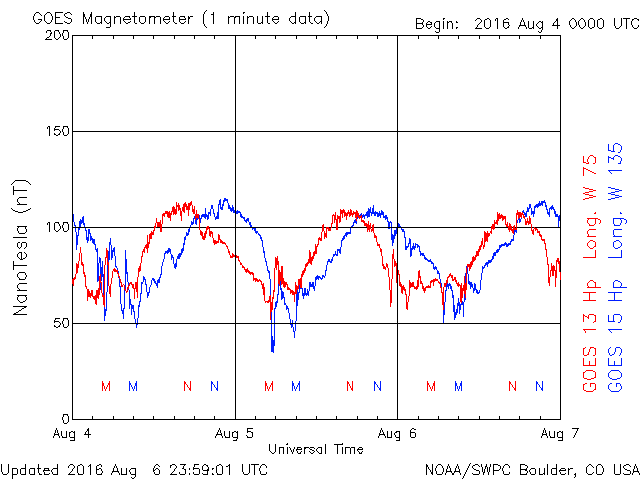 GOES Magnetometer (1 minute data)
Begin: 2016 Aug 4 0000 UTC
200
150
100
50
0
NanoTesla (nT)
M M N N M M N N M M N N
Aug 4 Aug 5 Aug 6 Aug 7
Universal Time
GOES 13 Hp Long. W 75
GOES 15 Hp Long. W 135
Updated 2016 Aug 6 23:59:01 UTC
NOAA/SWPC Boulder, CO USA